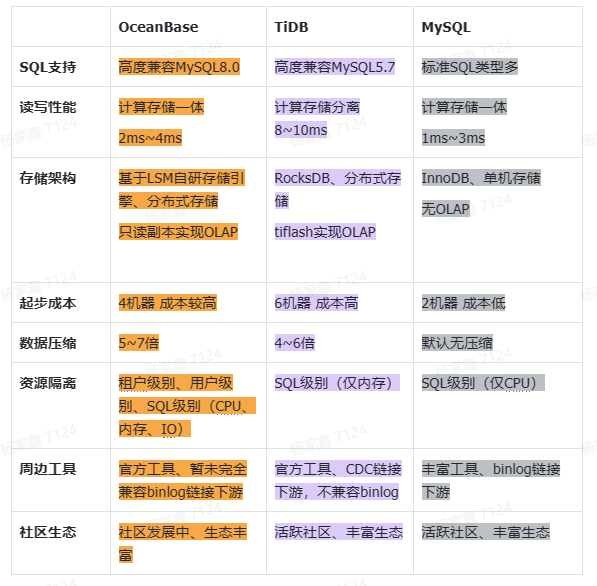 OceanBase TiDB MySQL
SQL支持 高度兼容MySQL8.0 高度兼容MySQL5.7 标准SQL类型多
读写性能 计算存储一体 计算存储分离 计算存储一体
2ms~4ms 8~10ms 1ms~3ms
存储架构 基于LSM自研存储引 RocksDB、分布式存 InnoDB、单机存储
擎、分布式存储 储 无OLAP
只读副本实现OLAP tiflash实现OLAP
起步成本 4机器 成本较高 6机器 成本高 2机器 成本低
数据压缩 5~7倍 4~6倍 默认无压缩
资源隔离 租户级别、用户级 SQL级别（仅内存） SQL级别（仅CPU）
别、SQL级别（CPU、
内存、IO）
周边工具 官方工具、暂未完全 官方工具、CDC链接 丰富工具、binlog链接
兼容binlog链接下游 下游，不兼容binlog 下游
社区生态 社区发展中、生态丰 活跃社区、丰富生态 活跃社区、丰富生态
富
杨家鑫 7124